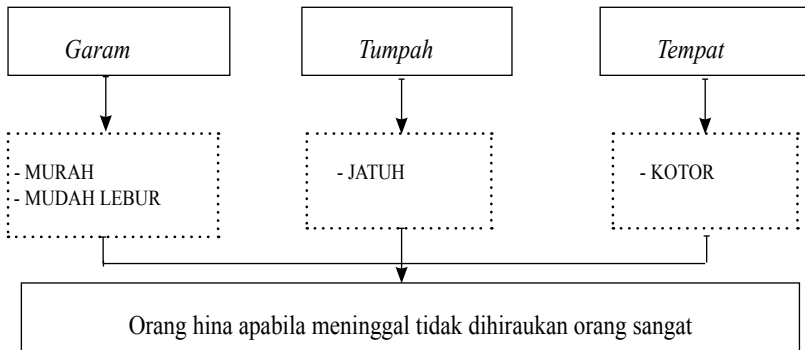 Garam
Tumpah
Tempat
- MURAH
- MUDAH LEBUR
- JATUH
- KOTOR
Orang hina apabila meninggal tidak dihiraukan orang sangat